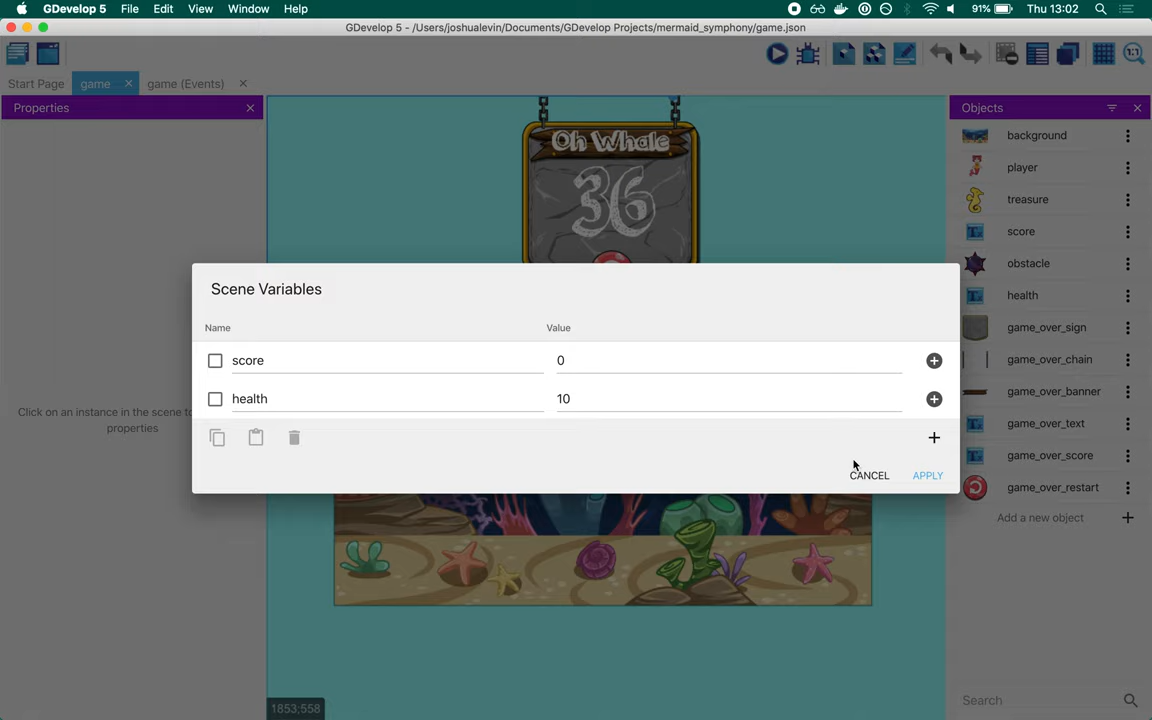 GDevelop 5 File Edit View Window Help 91% Thu 13:02
GDevelop 5 - /Users/joshualevin/Documents/GDevelop Projects/mermaid_symphony/game.json
1:1
Start Page game × game (Events) ×
Properties ×
Objects ×
Oh Whale
36
background
player
treasure
score
obstacle
health
game_over_sign
game_over_chain
game_over_banner
game_over_text
game_over_score
game_over_restart
Add a new object +
Click on an instance in the scene to
properties
Scene Variables
Name Value
score 0
health 10
CANCEL APPLY
1853;558
Search